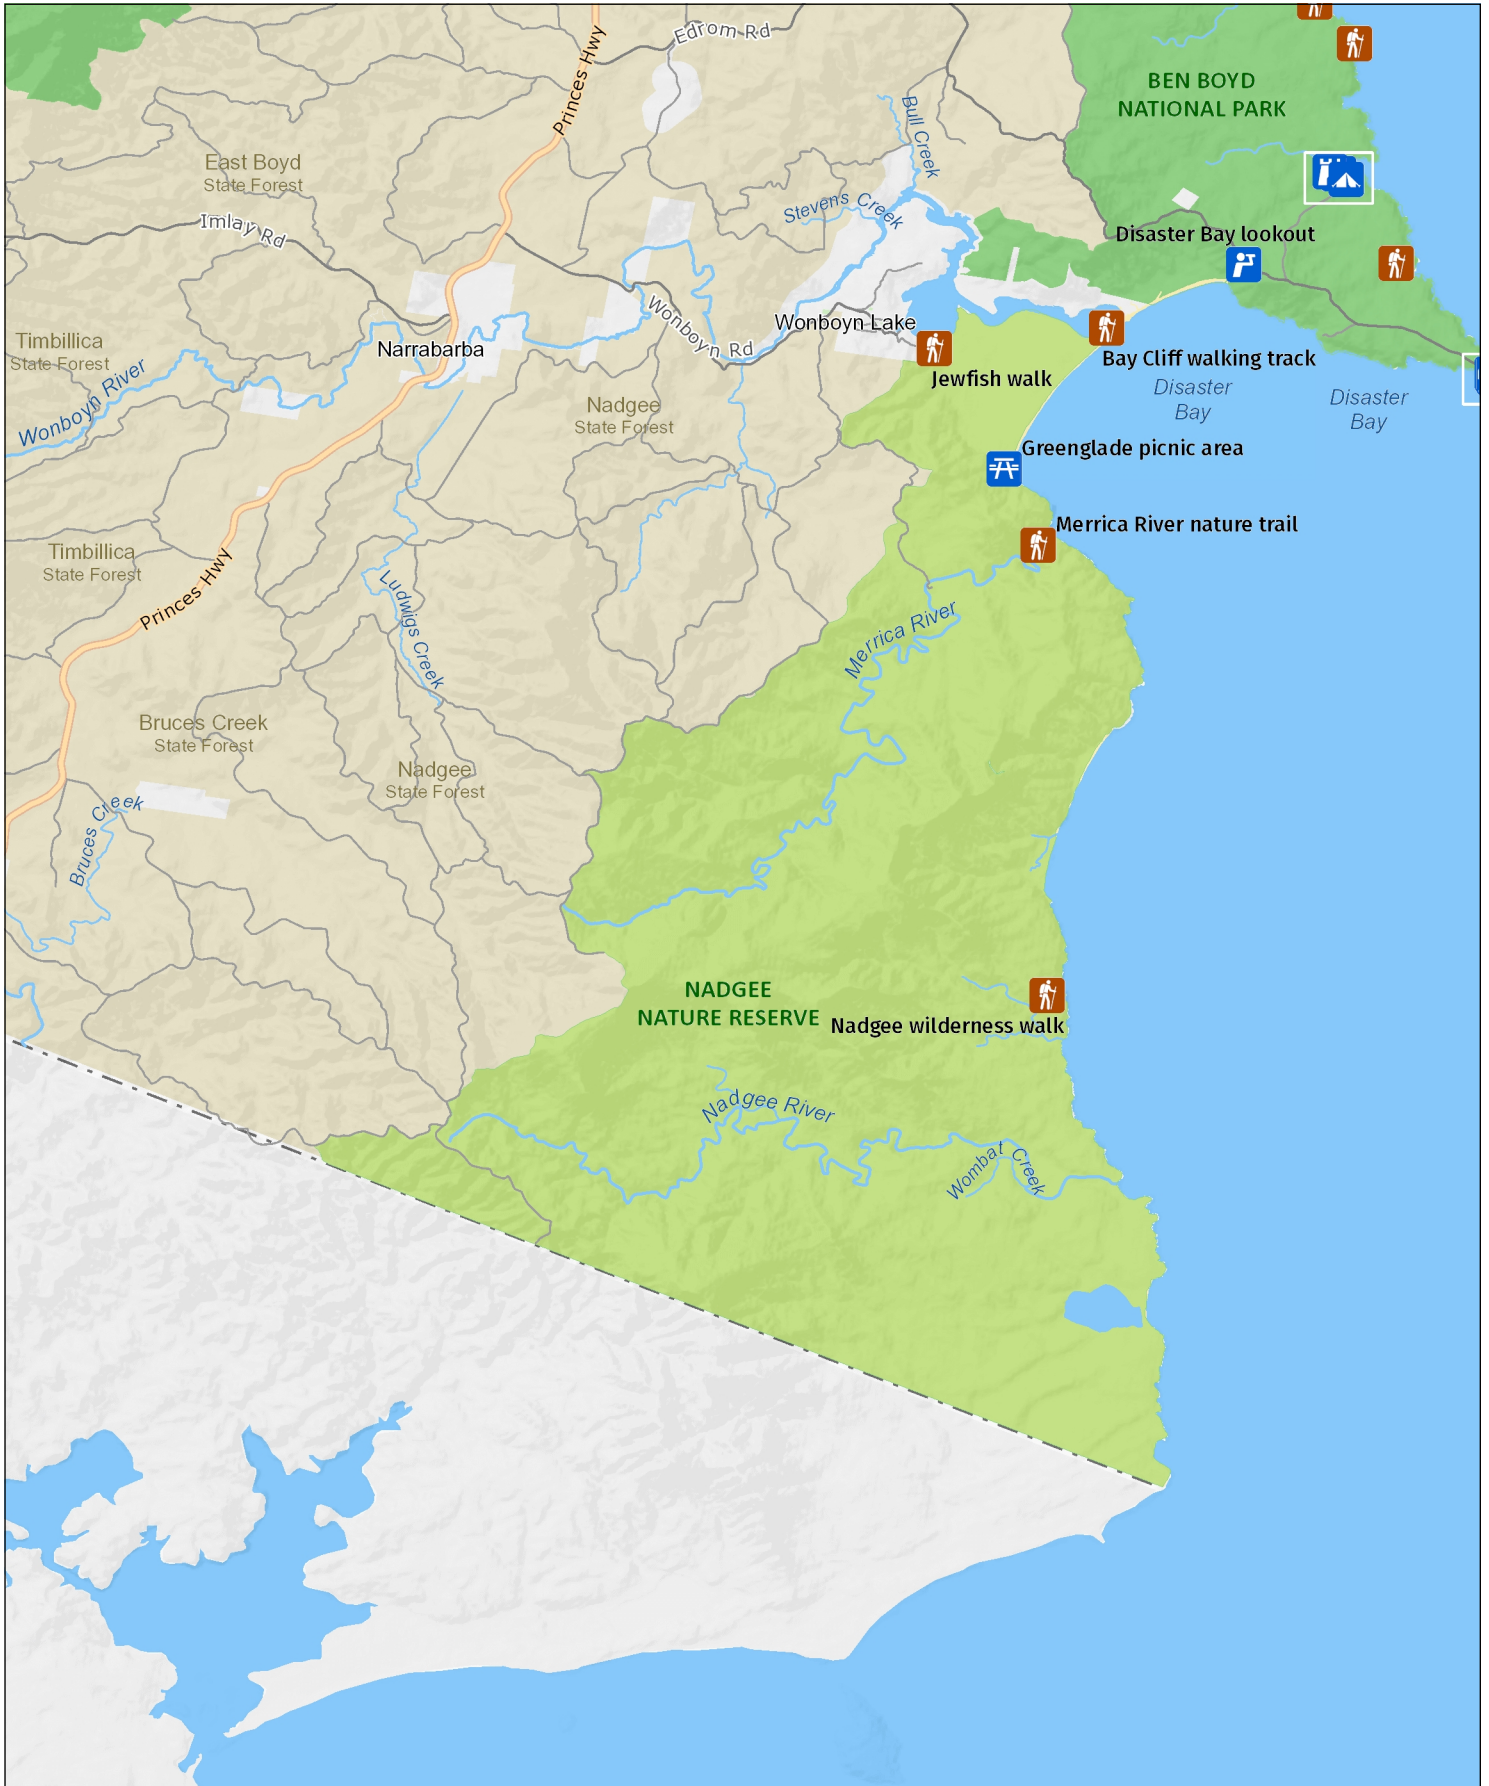 Edrom Rd
Princes Hwy
BEN BOYD
NATIONAL PARK
Bull Creek
East Boyd
State Forest
Stevens Creek
Imlay Rd
Disaster Bay lookout
Wonboyn Rd
Wonboyn Lake
Timbillica
State Forest
Narrabarba
Bay Cliff walking track
Jewfish walk
Disaster
Bay
Disaster
Bay
Wonboyn River
Nadgee
State Forest
Greenglade picnic area
Merrica River nature trail
Timbillica
State Forest
Princes Hwy
Ludwigs Creek
Merrica River
Bruces Creek
State Forest
Nadgee
State Forest
Bruces Creek
NADGEE
NATURE RESERVE
Nadgee wilderness walk
Nadgee River
Wombat Creek